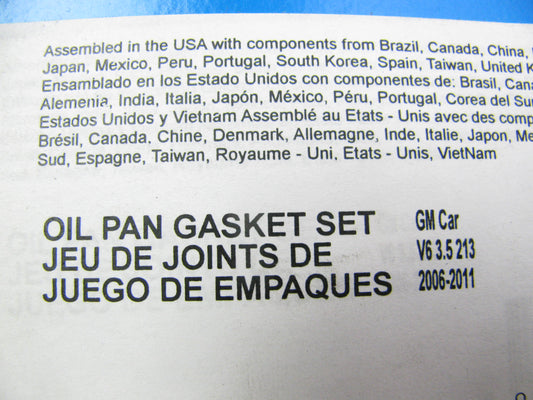 Assembled in the USA with components from Brazil, Canada, China,
Japan, Mexico, Peru, Portugal, South Korea, Spain, Taiwan, United K
Ensamblado en los Estado Unidos con componentes de: Brasil, Can
Alemenia, India, Italia, Japón, México, Péru, Portugal, Corea del Sur
Estados Unidos y Vietnam Assemblé au Etats - Unis avec des comp
Brésil, Canada, Chine, Denmark, Allemagne, Inde, Italie, Japon, Me
Sud, Espagne, Taiwan, Royaume - Uni, Etats - Unis, VietNam
OIL PAN GASKET SET GM Car
JEU DE JOINTS DE V6 3.5 213
JUEGO DE EMPAQUES 2006-2011